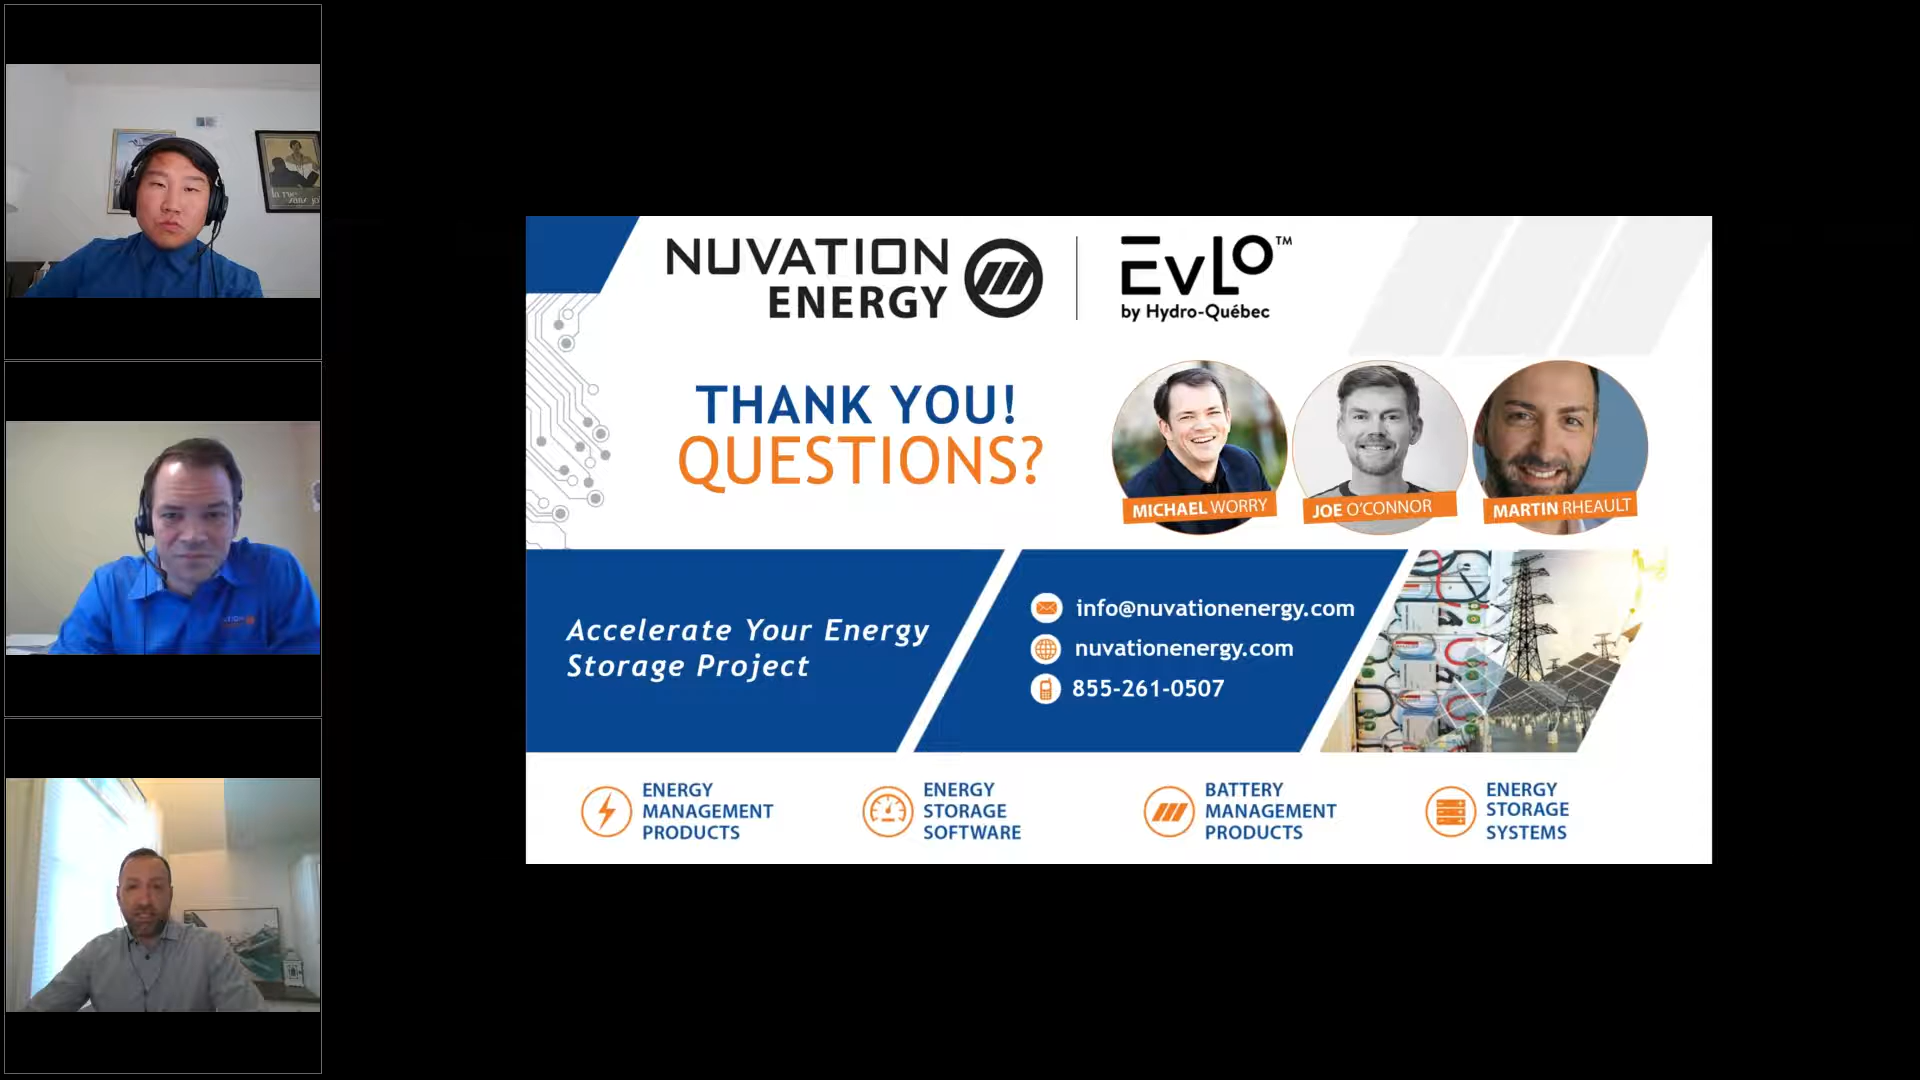 NUVATION
ENERGY
EVLO™
by Hydro-Québec
THANK YOU!
QUESTIONS?
MICHAEL WORRY
JOE O'CONNOR
MARTIN RHEAULT
Accelerate Your Energy
Storage Project
info@nuvationenergy.com
nuvationenergy.com
855-261-0507
ENERGY
MANAGEMENT
PRODUCTS
ENERGY
STORAGE
SOFTWARE
BATTERY
MANAGEMENT
PRODUCTS
ENERGY
STORAGE
SYSTEMS